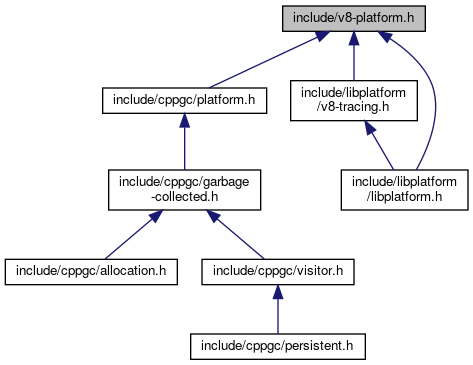 include/v8-platform.h
include/cppgc/platform.h
include/libplatform
/v8-tracing.h
include/cppgc/garbage
-collected.h
include/libplatform
/libplatform.h
include/cppgc/allocation.h
include/cppgc/visitor.h
include/cppgc/persistent.h